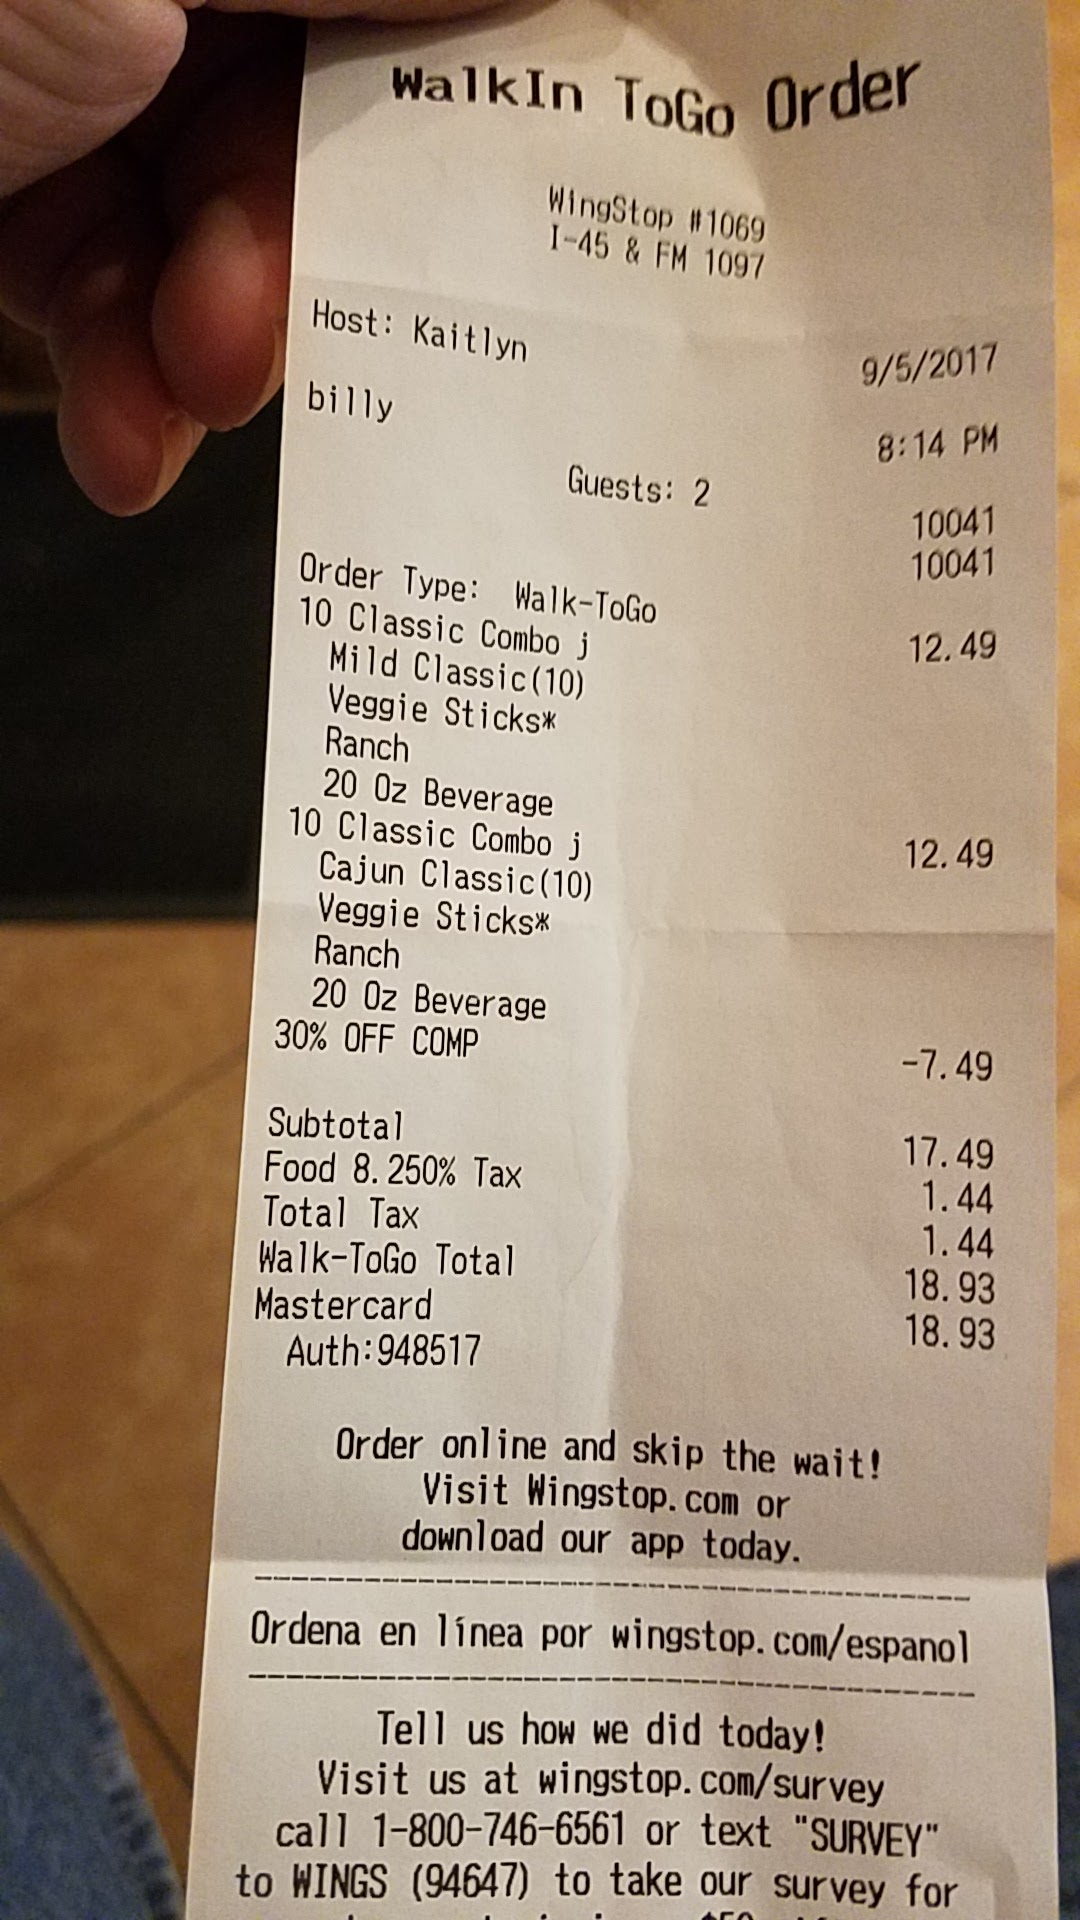 WalkIn ToGo Order
WingStop #1069
I-45 & FM 1097
Host: Kaitlyn 9/5/2017
billy 8:14 PM
Guests: 2
10041
10041
Order Type: Walk-ToGo
10 Classic Combo j 12.49
Mild Classic(10)
Veggie Sticks*
Ranch
20 Oz Beverage
10 Classic Combo j 12.49
Cajun Classic(10)
Veggie Sticks*
Ranch
20 Oz Beverage
30% OFF COMP -7.49
Subtotal 17.49
Food 8.250% Tax 1.44
Total Tax 1.44
Walk-ToGo Total 18.93
Mastercard 18.93
Auth:948517
Order online and skip the wait!
Visit Wingstop.com or
download our app today.
Ordena en línea por wingstop.com/espanol
Tell us how we did today!
Visit us at wingstop.com/survey
call 1-800-746-6561 or text "SURVEY"
to WINGS (94647) to take our survey for